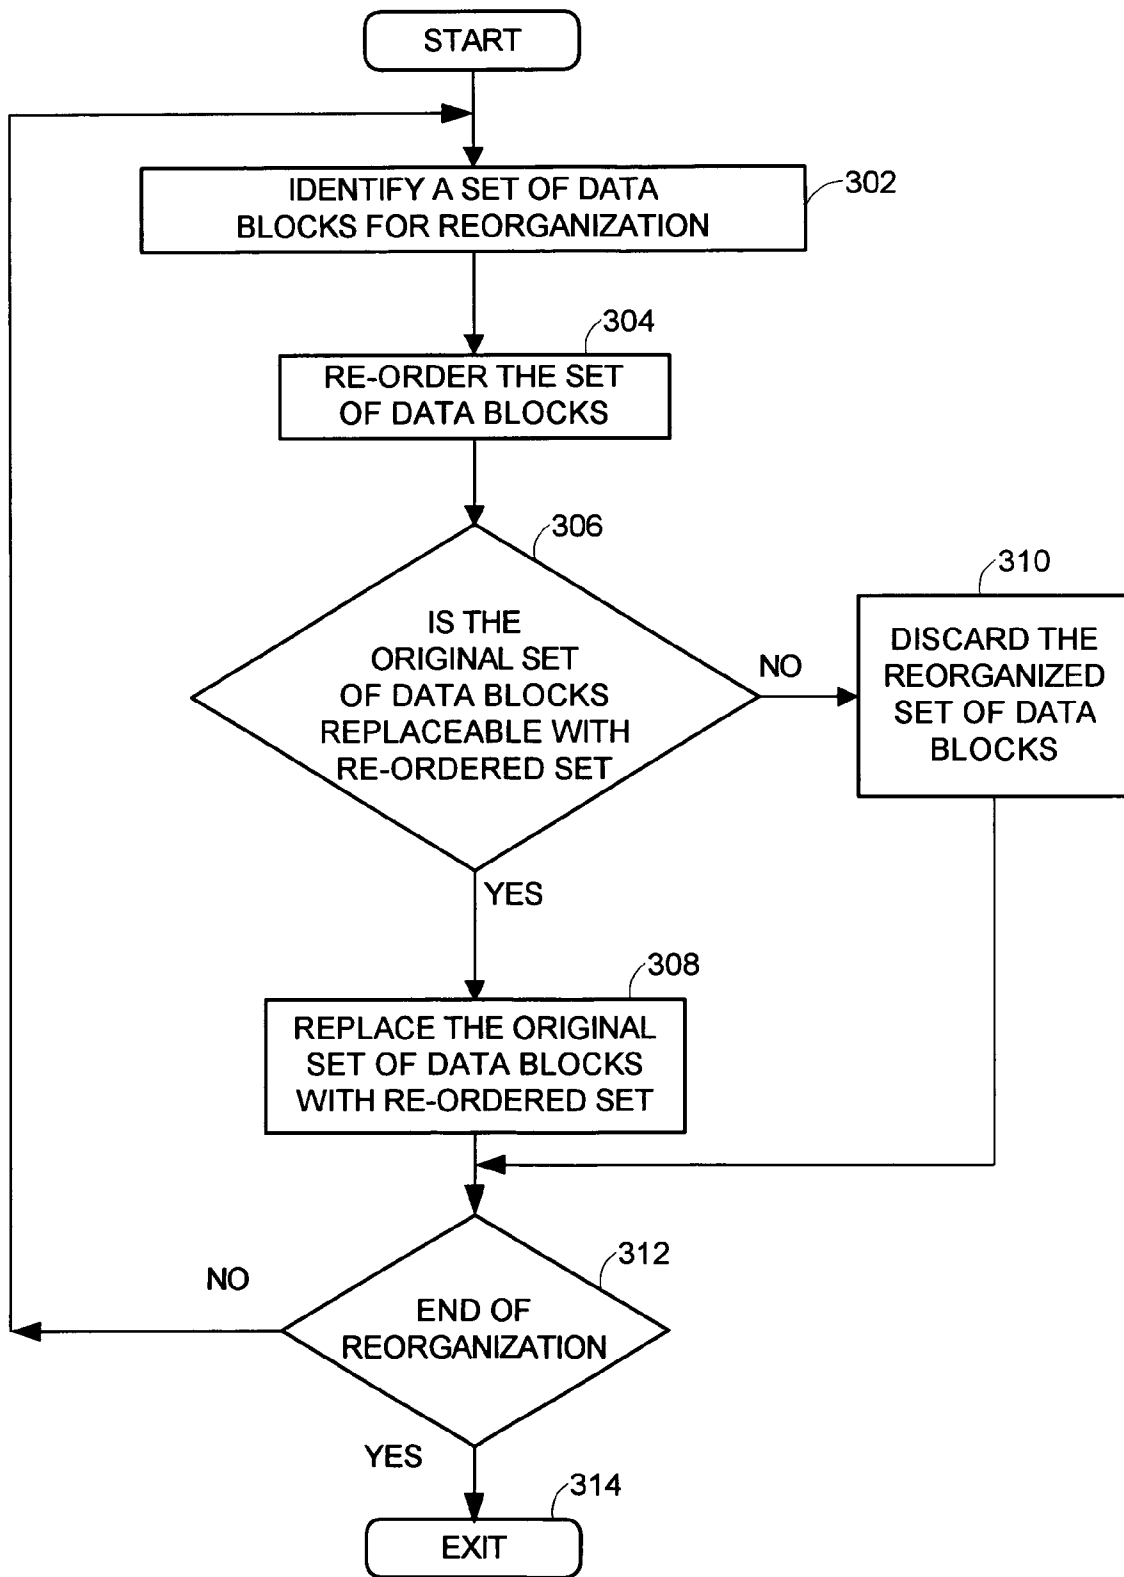 START
IDENTIFY A SET OF DATA
BLOCKS FOR REORGANIZATION
302
304
RE-ORDER THE SET
OF DATA BLOCKS
306
IS THE
ORIGINAL SET
OF DATA BLOCKS
REPLACEABLE WITH
RE-ORDERED SET
NO
310
DISCARD THE
REORGANIZED
SET OF DATA
BLOCKS
YES
308
REPLACE THE ORIGINAL
SET OF DATA BLOCKS
WITH RE-ORDERED SET
312
NO
END OF
REORGANIZATION
YES
314
EXIT